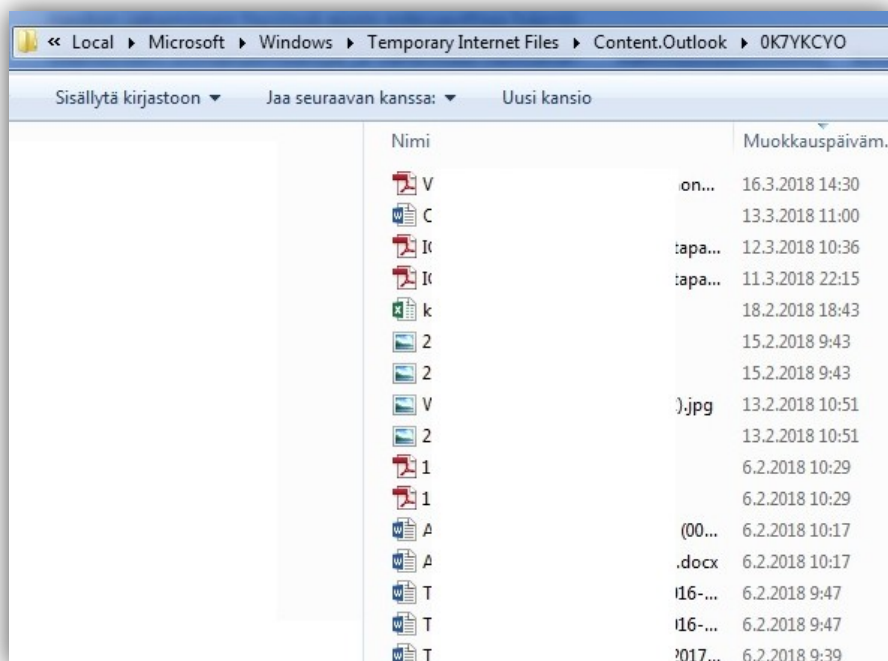 « Local ▸ Microsoft ▸ Windows ▸ Temporary Internet Files ▸ Content.Outlook ▸ 0K7YKCYO
Sisällytä kirjastoon ▾ Jaa seuraavan kanssa: ▾ Uusi kansio
Nimi Muokkauspäiväm.
V on... 16.3.2018 14:30
C 13.3.2018 11:00
IC tapa... 12.3.2018 10:36
IC tapa... 11.3.2018 22:15
k 18.2.2018 18:43
2 15.2.2018 9:43
2 15.2.2018 9:43
V ).jpg 13.2.2018 10:51
2 13.2.2018 10:51
1 6.2.2018 10:29
1 6.2.2018 10:29
A (00... 6.2.2018 10:17
A .docx 6.2.2018 10:17
T 16-... 6.2.2018 9:47
T 16-... 6.2.2018 9:47
T 2017... 6.2.2018 9:39